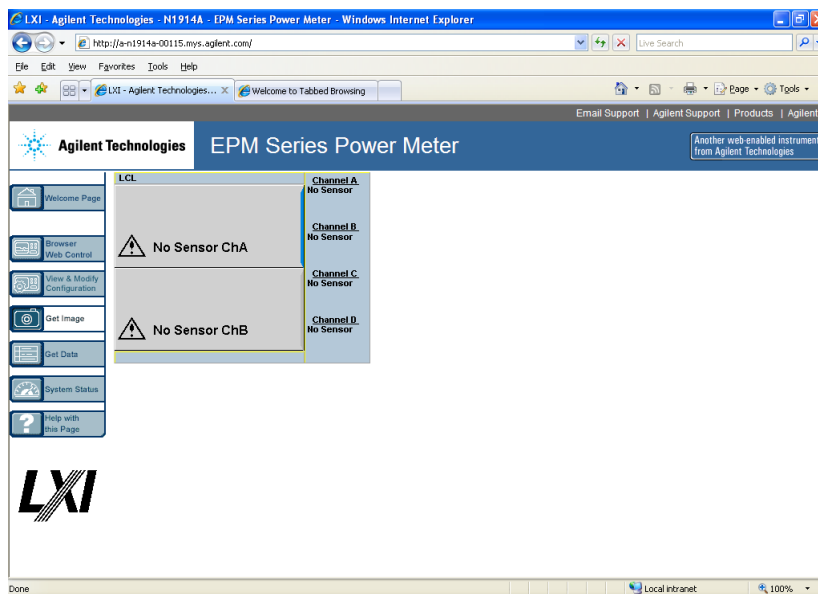 LXI - Agilent Technologies - N1914A - EPM Series Power Meter - Windows Internet Explorer
http://a-n1914a-00115.mys.agilent.com/
Live Search
File Edit View Favorites Tools Help
LXI - Agilent Technologies... X
Welcome to Tabbed Browsing
Page
Tools
Email Support | Agilent Support | Products | Agilent
Agilent Technologies
EPM Series Power Meter
Another web-enabled instrument
from Agilent Technologies
Welcome Page
Browser
Web Control
View & Modify
Configuration
Get Image
Get Data
System Status
Help with
this Page
LCL
No Sensor ChA
No Sensor ChB
Channel A
No Sensor
Channel B
No Sensor
Channel C
No Sensor
Channel D
No Sensor
LXI
Done
Local intranet
100%